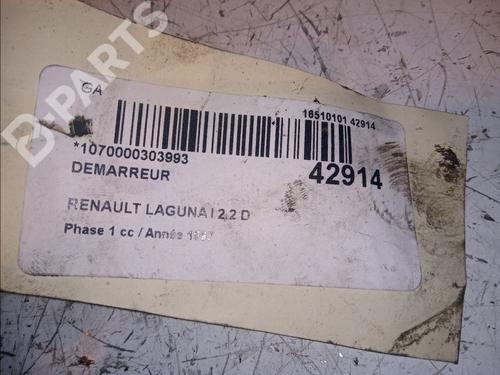 B-PARTS
GA
16510101 42914
*1070000303993
42914
DEMARREUR
RENAULT LAGUNA I 2.2 D
Phase 1 cc / Année